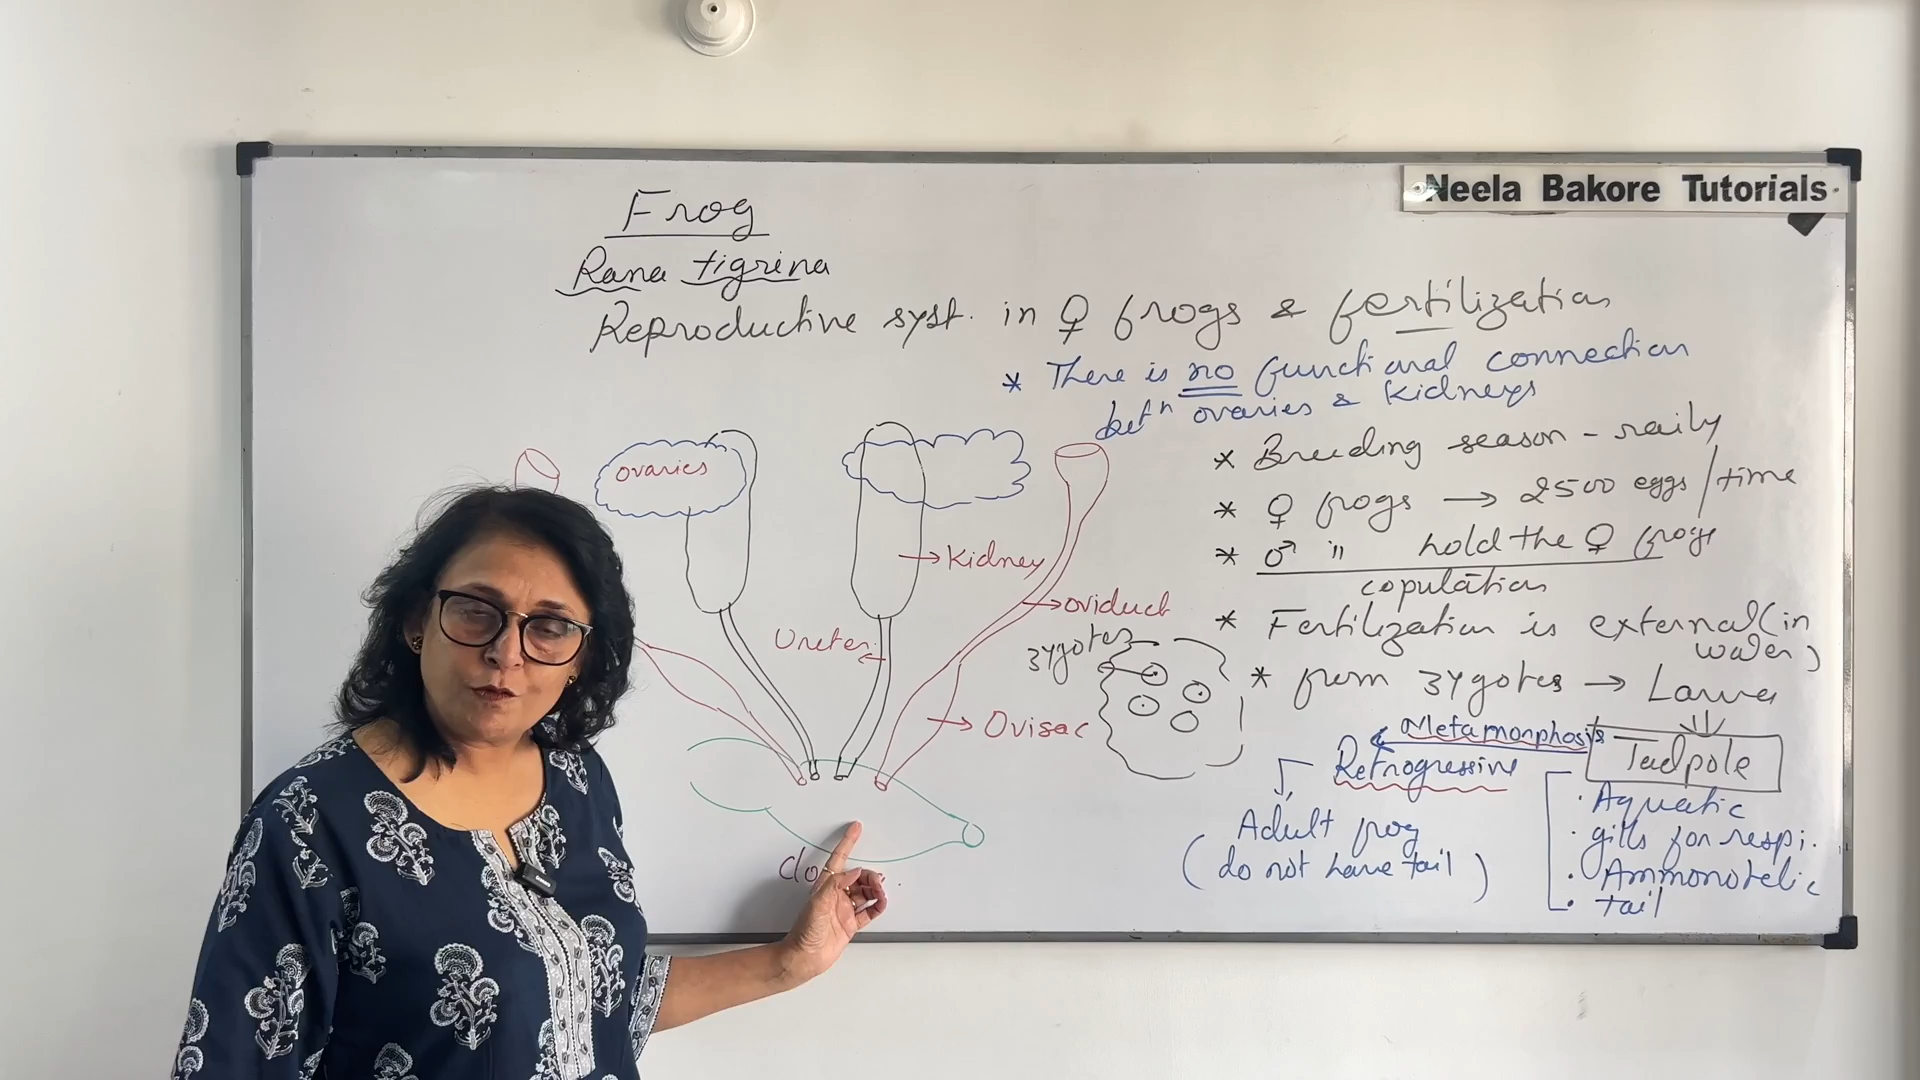 Neela Bakore Tutorials
Frog
Rana tigrina
Reproductive syst. in ♀ frogs & fertilization
* There is no functional connection
betⁿ ovaries & kidneys
* Breeding season - raily
* ♀ frogs → 2500 eggs/time
* ♂ " hold the ♀ frogs
copulation
* Fertilization is external (in
water)
* from zygotes → Larva
Metamorphosis
Tadpole
Retrogressive
Adult frog
(do not have tail)
· Aquatic
· gills for respi.
· Ammonotelic
· tail
ovaries
→ Kidney
→ oviduct
Ureter
zygotes
→ Ovisac